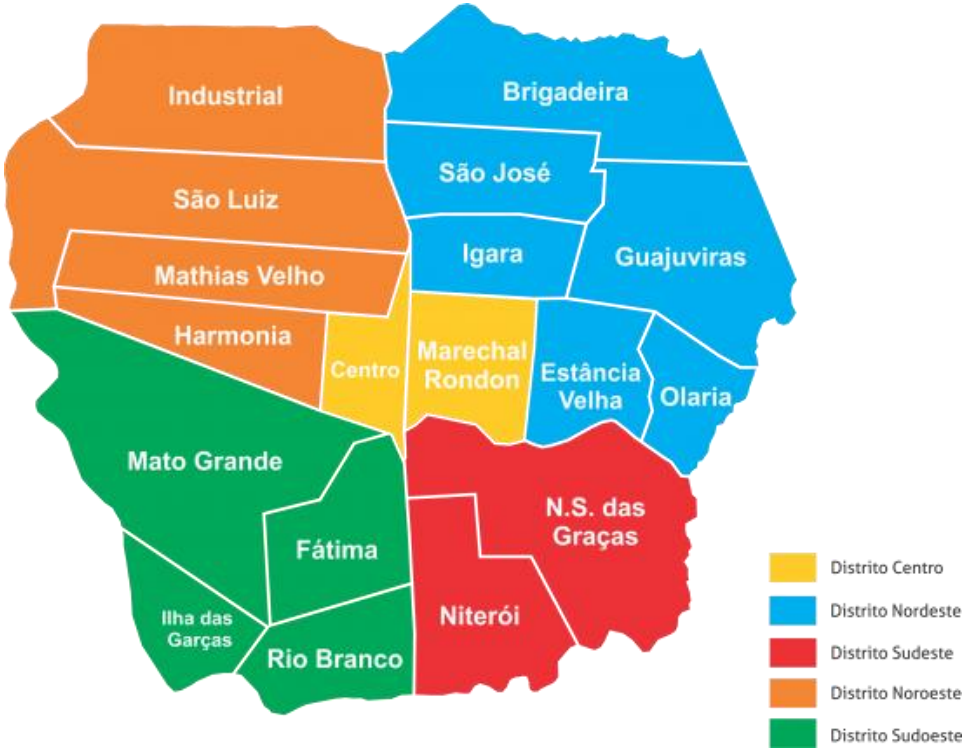 Industrial
Brigadeira
São José
São Luiz
Igara
Guajuviras
Mathias Velho
Harmonia
Centro
Marechal
Rondon
Estância
Velha
Olaria
Mato Grande
N.S. das
Graças
Fátima
Ilha das
Garças
Niterói
Rio Branco
Distrito Centro
Distrito Nordeste
Distrito Sudeste
Distrito Noroeste
Distrito Sudoeste